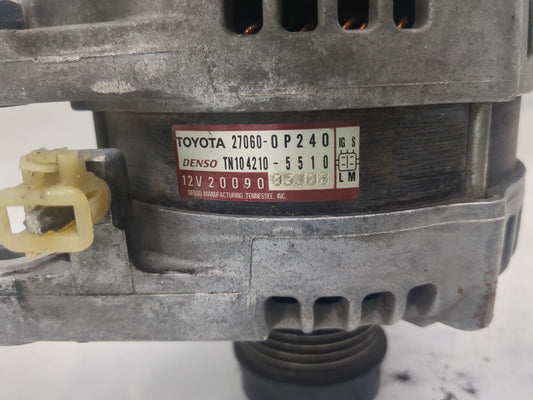 TOYOTA 27060-0P240 IG S
DENSO TN104210-5510
12V 20090 L M
DENSO MANUFACTURING TENNESSEE, INC.